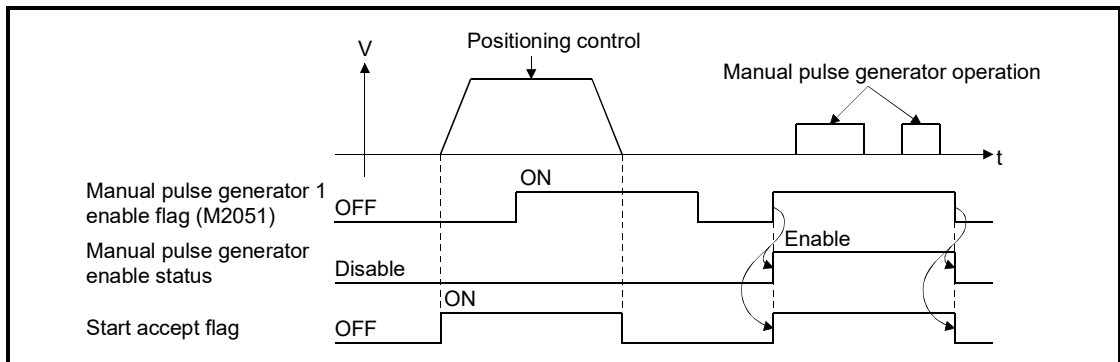 Positioning control
V
Manual pulse generator operation
t
ON
Manual pulse generator 1
enable flag (M2051)
OFF
Enable
Manual pulse generator
enable status
Disable
ON
Start accept flag
OFF